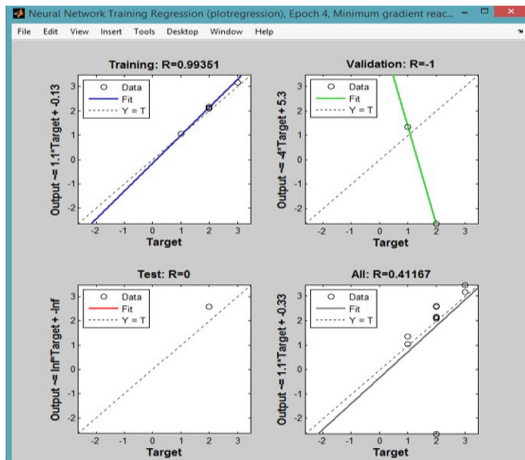 Neural Network Training Regression (plotregression), Epoch 4, Minimum gradient reac...
File Edit View Insert Tools Desktop Window Help
Training: R=0.99351
Output ~= 1.1*Target + -0.13
Data
Fit
Y = T
3
2
1
0
-1
-2
-2 -1 0 1 2 3
Target
Validation: R=-1
Output ~= -4*Target + 5.3
Data
Fit
Y = T
3
2
1
0
-1
-2
-2 -1 0 1 2 3
Target
Test: R=0
Output ~= Inf*Target + -Inf
Data
Fit
Y = T
3
2
1
0
-1
-2
-2 -1 0 1 2 3
Target
All: R=0.41167
Output ~= 1.1*Target + -0.33
Data
Fit
Y = T
3
2
1
0
-1
-2
-2 -1 0 1 2 3
Target